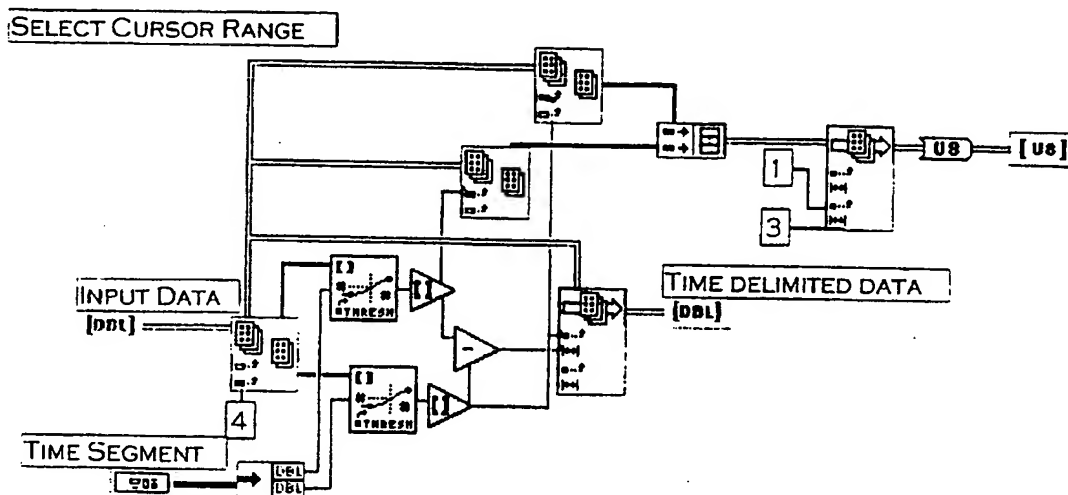 SELECT CURSOR RANGE
1
3
U8
[U8]
INPUT DATA
[DBL]
[ ]
THRESH
[ ]
TIME DELIMITED DATA
[DBL]
-
[ ]
THRESH
[ ]
4
TIME SEGMENT
DBL
DBL